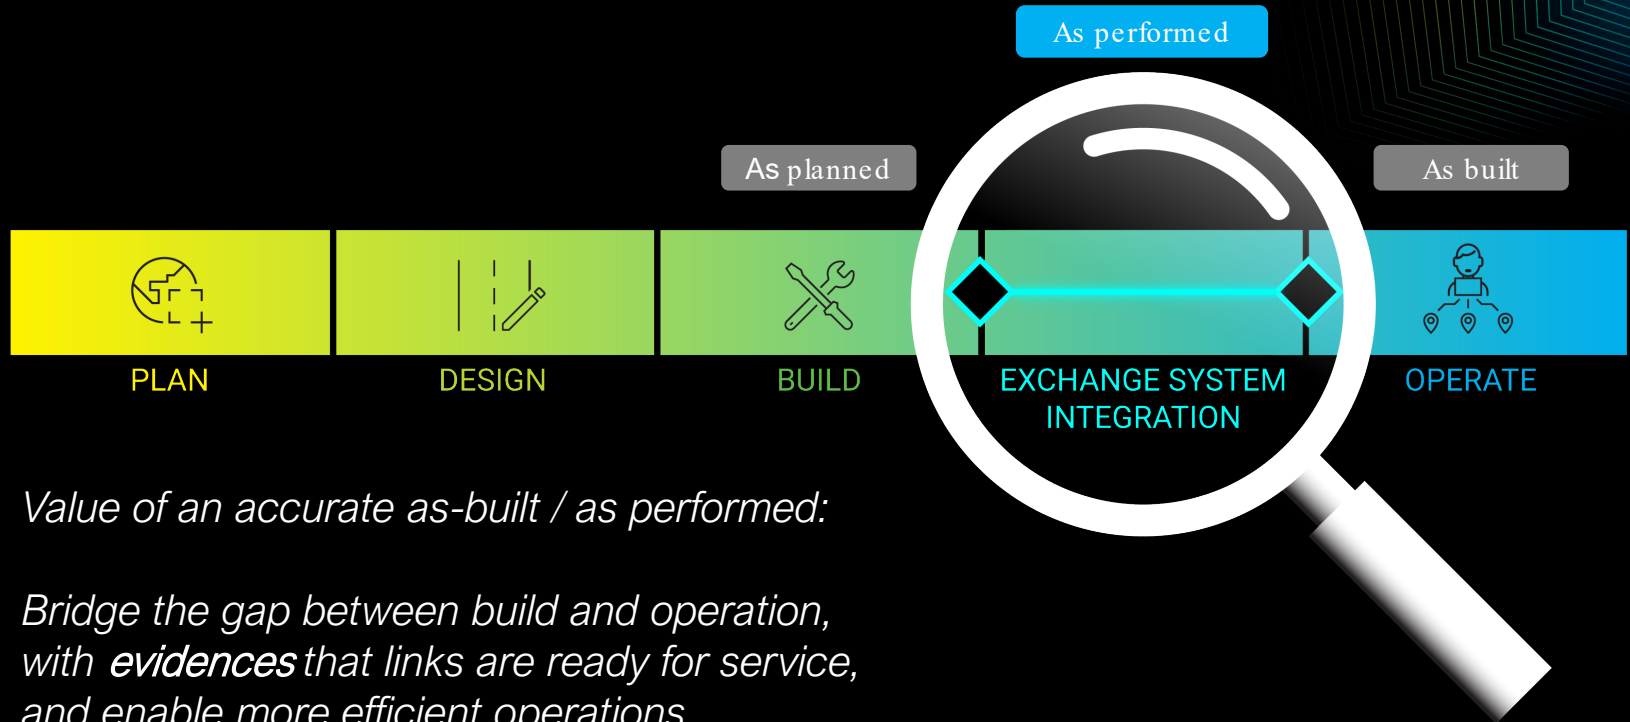 As performed
As planned
As built
PLAN
DESIGN
BUILD
EXCHANGE SYSTEM
INTEGRATION
OPERATE
Value of an accurate as-built / as performed:
Bridge the gap between build and operation,
with evidences that links are ready for service,
and enable more efficient operations